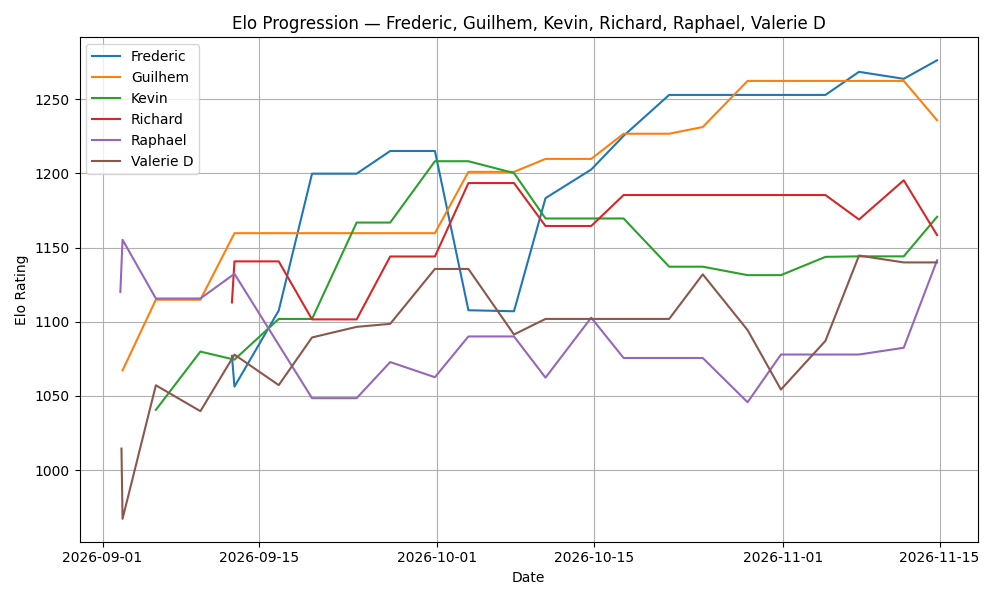 Elo Progression — Frederic, Guilhem, Kevin, Richard, Raphael, Valerie D
Frederic
Guilhem
Kevin
Richard
Raphael
Valerie D
Elo Rating
1250
1200
1150
1100
1050
1000
2026-09-01
2026-09-15
2026-10-01
2026-10-15
2026-11-01
2026-11-15
Date